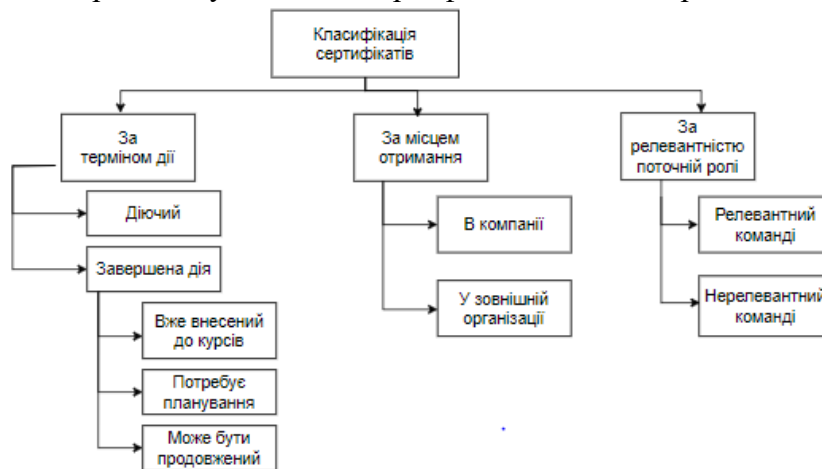 Класифікація
сертифікатів
За
терміном дії
За місцем
отримання
За
релевантністю
поточній ролі
Діючий
Завершена дія
Вже внесений
до курсів
Потребує
планування
Може бути
продовжений
В компанії
У зовнішній
організації
Релевантний
команді
Нерелевантний
команді